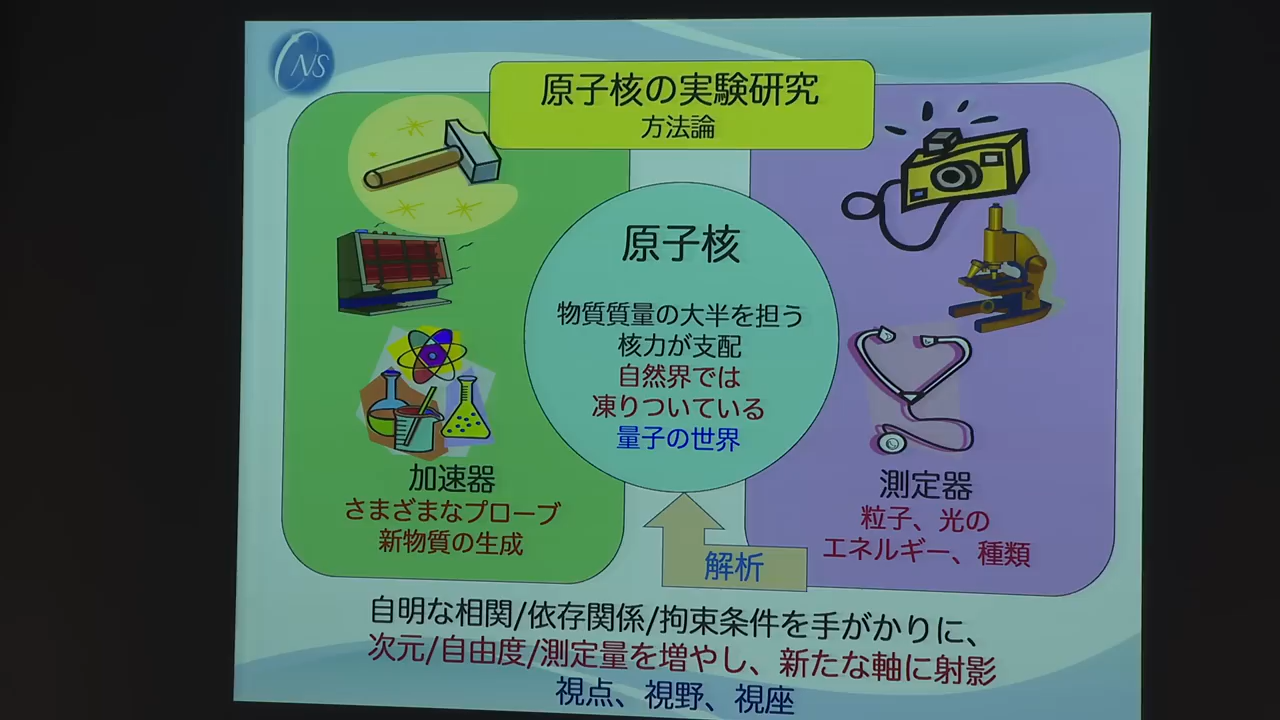 CNS
原子核の実験研究
方法論
原子核
物質質量の大半を担う
核力が支配
自然界では
凍りついている
量子の世界
加速器
さまざまなプローブ
新物質の生成
測定器
粒子、光の
エネルギー、種類
解析
自明な相関/依存関係/拘束条件を手がかりに、
次元/自由度/測定量を増やし、新たな軸に射影
視点、視野、視座